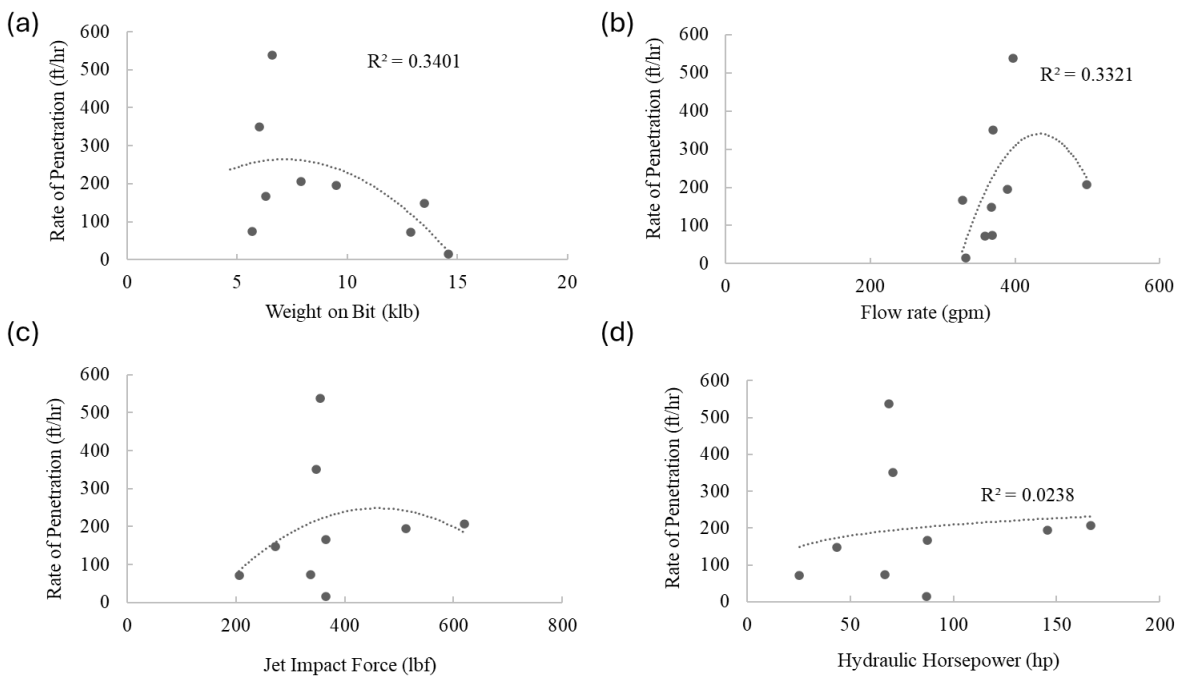 (a)
Rate of Penetration (ft/hr)
600
500
400
300
200
100
0
R² = 0.3401
0 5 10 15 20
Weight on Bit (klb)
(b)
Rate of Penetration (ft/hr)
600
500
400
300
200
100
0
R² = 0.3321
0 200 400 600
Flow rate (gpm)
(c)
Rate of Penetration (ft/hr)
600
500
400
300
200
100
0
0 200 400 600 800
Jet Impact Force (lbf)
(d)
Rate of Penetration (ft/hr)
600
500
400
300
200
100
0
R² = 0.0238
0 50 100 150 200
Hydraulic Horsepower (hp)